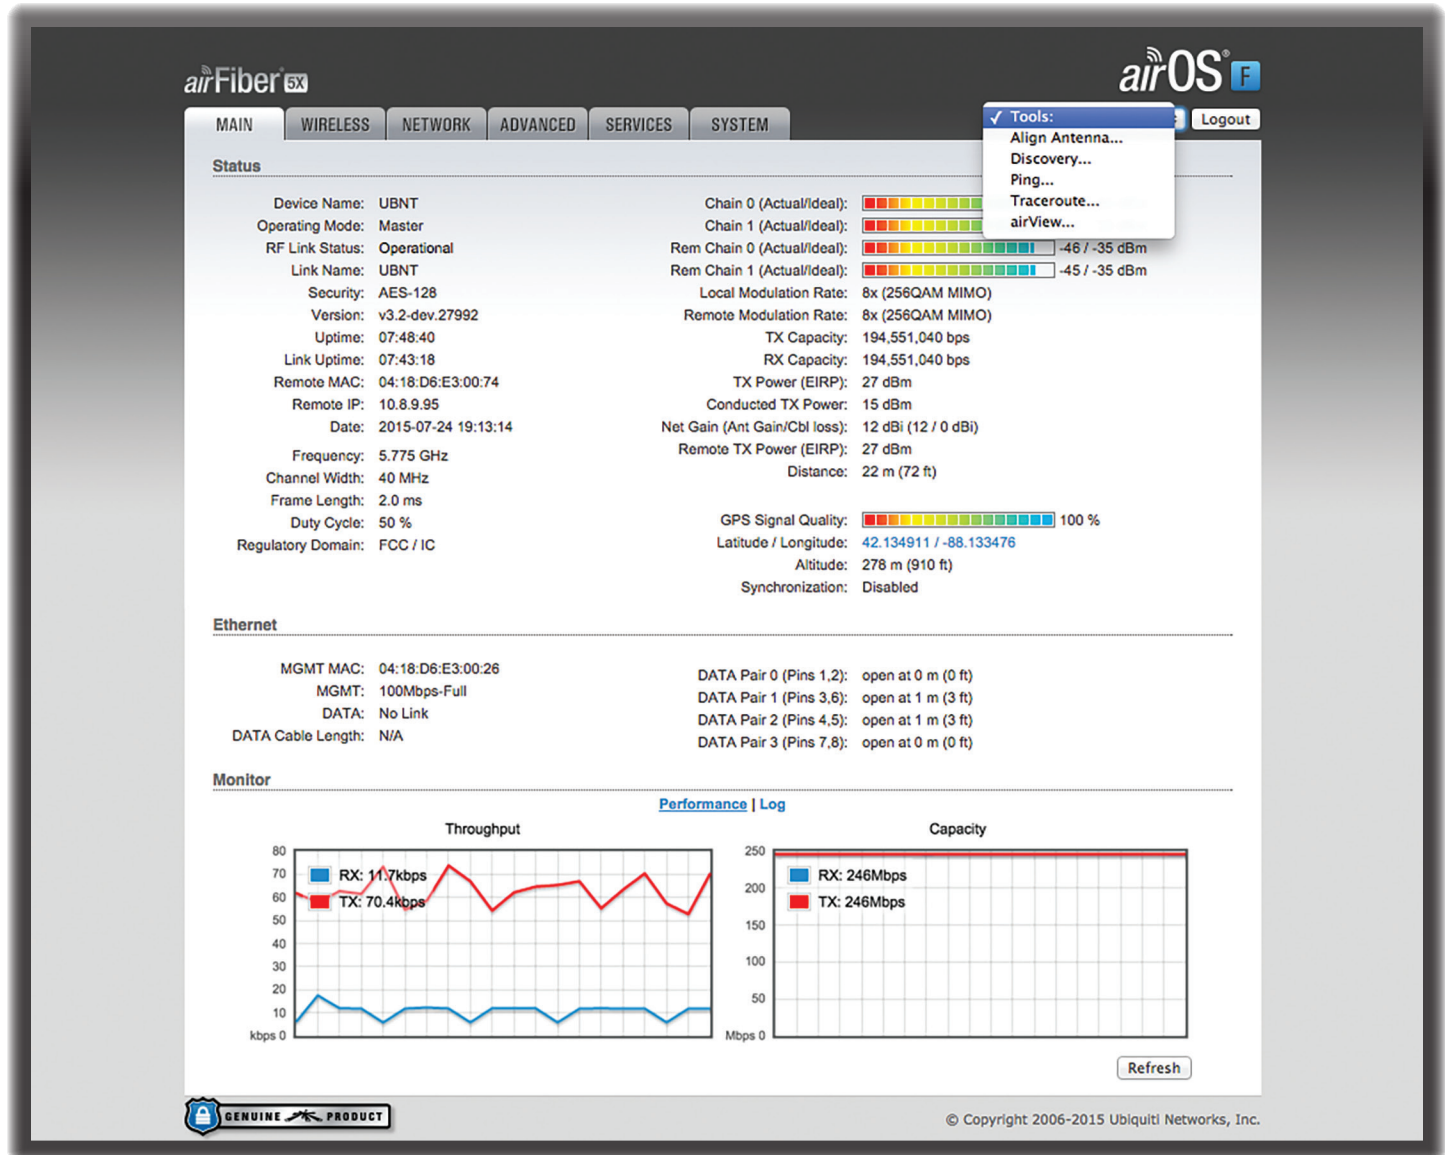 airFiber 5X
airOS® F
MAIN WIRELESS NETWORK ADVANCED SERVICES SYSTEM
✓ Tools:
Align Antenna...
Discovery...
Ping...
Traceroute...
airView...
Logout
Status
Device Name: UBNT
Operating Mode: Master
RF Link Status: Operational
Link Name: UBNT
Security: AES-128
Version: v3.2-dev.27992
Uptime: 07:48:40
Link Uptime: 07:43:18
Remote MAC: 04:18:D6:E3:00:74
Remote IP: 10.8.9.95
Date: 2015-07-24 19:13:14
Frequency: 5.775 GHz
Channel Width: 40 MHz
Frame Length: 2.0 ms
Duty Cycle: 50 %
Regulatory Domain: FCC / IC
Chain 0 (Actual/Ideal):
Chain 1 (Actual/Ideal):
Rem Chain 0 (Actual/Ideal): -46 / -35 dBm
Rem Chain 1 (Actual/Ideal): -45 / -35 dBm
Local Modulation Rate: 8x (256QAM MIMO)
Remote Modulation Rate: 8x (256QAM MIMO)
TX Capacity: 194,551,040 bps
RX Capacity: 194,551,040 bps
TX Power (EIRP): 27 dBm
Conducted TX Power: 15 dBm
Net Gain (Ant Gain/Cbl loss): 12 dBi (12 / 0 dBi)
Remote TX Power (EIRP): 27 dBm
Distance: 22 m (72 ft)
GPS Signal Quality: 100 %
Latitude / Longitude: 42.134911 / -88.133476
Altitude: 278 m (910 ft)
Synchronization: Disabled
Ethernet
MGMT MAC: 04:18:D6:E3:00:26
MGMT: 100Mbps-Full
DATA: No Link
DATA Cable Length: N/A
DATA Pair 0 (Pins 1,2): open at 0 m (0 ft)
DATA Pair 1 (Pins 3,6): open at 1 m (3 ft)
DATA Pair 2 (Pins 4,5): open at 1 m (3 ft)
DATA Pair 3 (Pins 7,8): open at 0 m (0 ft)
Monitor
Performance | Log
Throughput
80
70
60
50
40
30
20
10
kbps 0
RX: 11.7kbps
TX: 70.4kbps
Capacity
250
200
150
100
50
Mbps 0
RX: 246Mbps
TX: 246Mbps
Refresh
GENUINE PRODUCT
© Copyright 2006-2015 Ubiquiti Networks, Inc.